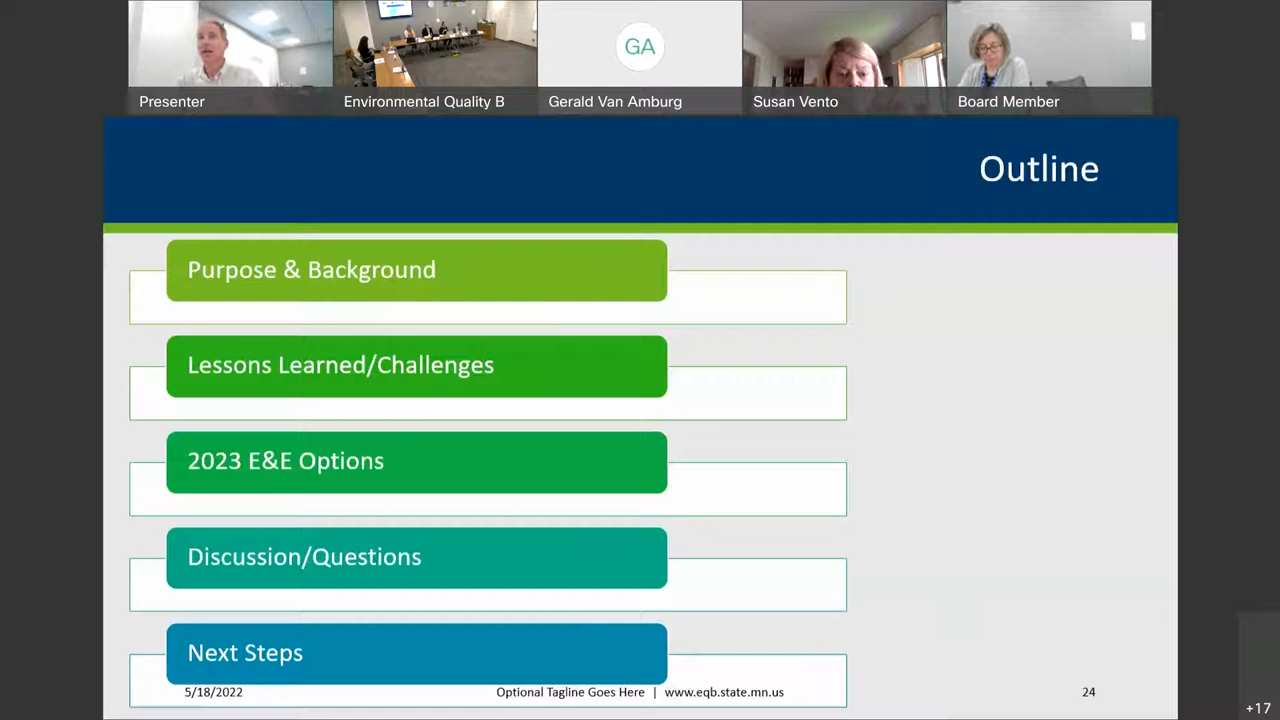 GA
Presenter
Environmental Quality B
Gerald Van Amburg
Susan Vento
Board Member
Outline
Purpose & Background
Lessons Learned/Challenges
2023 E&E Options
Discussion/Questions
Next Steps
5/18/2022
Optional Tagline Goes Here | www.eqb.state.mn.us
24
+17